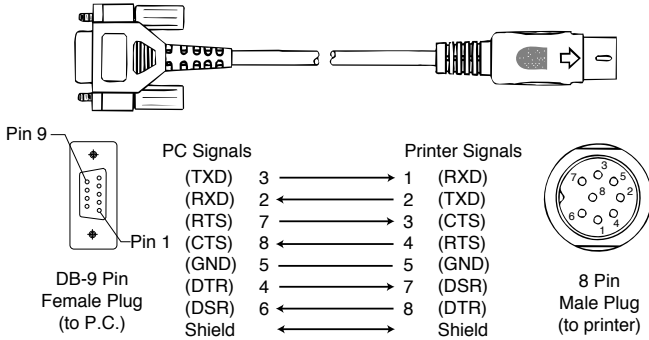 Pin 9
Pin 1
DB-9 Pin
Female Plug
(to P.C.)
PC Signals Printer Signals
(TXD) 3 1 (RXD)
(RXD) 2 2 (TXD)
(RTS) 7 3 (CTS)
(CTS) 8 4 (RTS)
(GND) 5 5 (GND)
(DTR) 4 7 (DSR)
(DSR) 6 8 (DTR)
Shield Shield
3
7 5
8 2
6 4
1
8 Pin
Male Plug
(to printer)